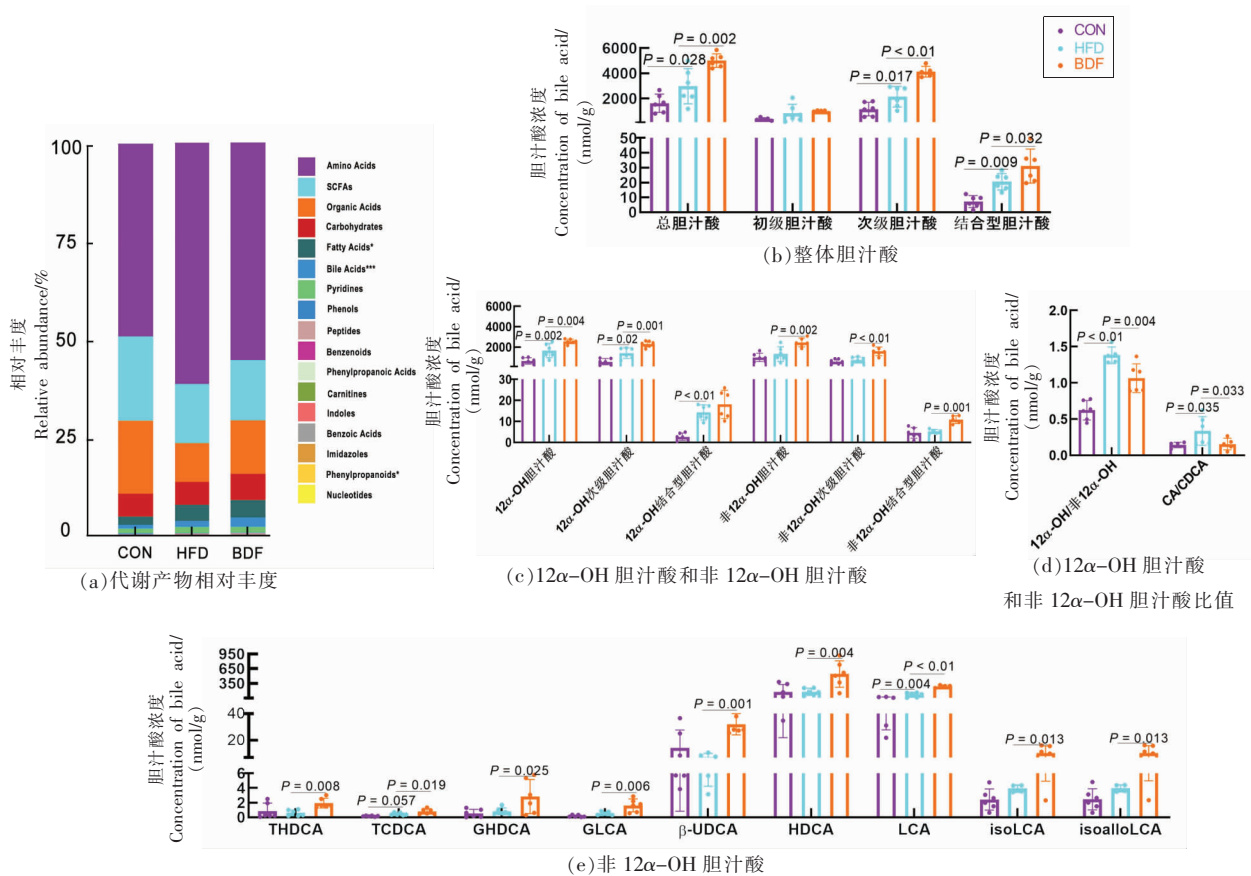 相对丰度
Relative abundance/%
100
75
50
25
0
CON
HFD
BDF
Amino Acids
SCFAs
Organic Acids
Carbohydrates
Fatty Acids*
Bile Acids***
Pyridines
Phenols
Peptides
Benzenoids
Phenylpropanoic Acids
Carnitines
Indoles
Benzoic Acids
Imidazoles
Phenylpropanoids*
Nucleotides
(a)代谢产物相对丰度
胆汁酸浓度/
Concentration of bile acid/
(nmol/g)
6000
4000
2000
50
40
30
20
10
0
P = 0.002
P = 0.028
P < 0.01
P = 0.017
P = 0.032
P = 0.009
总胆汁酸
初级胆汁酸
次级胆汁酸
结合型胆汁酸
CON
HFD
BDF
(b)整体胆汁酸
胆汁酸浓度/
Concentration of bile acid/
(nmol/g)
6000
4000
2000
30
20
10
0
P = 0.004
P = 0.002
P = 0.001
P = 0.02
P < 0.01
P = 0.002
P < 0.01
P = 0.001
12α-OH胆汁酸
12α-OH次级胆汁酸
12α-OH结合型胆汁酸
非12α-OH胆汁酸
非12α-OH次级胆汁酸
非12α-OH结合型胆汁酸
(c)12α-OH 胆汁酸和非 12α-OH 胆汁酸
胆汁酸浓度/
Concentration of bile acid/
(nmol/g)
2.0
1.5
1.0
0.5
0.0
P = 0.004
P < 0.01
P = 0.033
P = 0.035
12α-OH/非12α-OH
CA/CDCA
(d)12α-OH 胆汁酸
和非 12α-OH 胆汁酸比值
胆汁酸浓度/
Concentration of bile acid/
(nmol/g)
950
650
350
40
20
6
4
2
0
P = 0.008
P = 0.019
P = 0.057
P = 0.025
P = 0.006
P = 0.001
P = 0.004
P < 0.01
P = 0.004
P = 0.013
P = 0.013
THDCA
TCDCA
GHDCA
GLCA
β-UDCA
HDCA
LCA
isoLCA
isoalloLCA
(e)非 12α-OH 胆汁酸